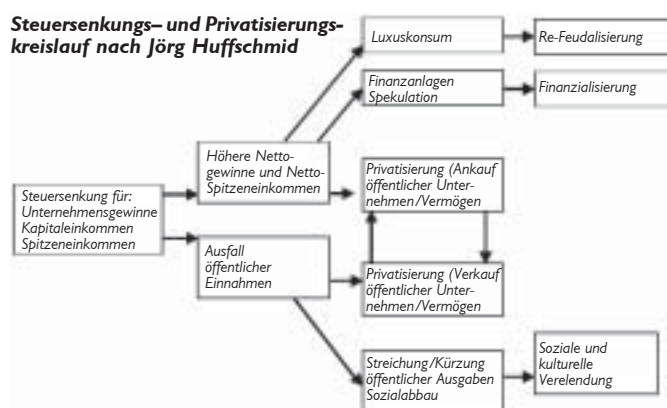 Steuersenkungs– und Privatisierungs-
kreislauf nach Jörg Huffschmid
Luxuskonsum
Re-Feudalisierung
Finanzanlagen
Spekulation
Finanzialisierung
Höhere Netto-
gewinne und Netto-
Spitzeneinkommen
Privatisierung (Ankauf
öffentlicher Unter-
nehmen/Vermögen
Steuersenkung für:
Unternehmensgewinne
Kapitaleinkommen
Spitzeneinkommen
Ausfall
öffentlicher
Einnahmen
Privatisierung (Verkauf
öffentlicher Unter-
nehmen/Vermögen
Streichung/Kürzung
öffentlicher Ausgaben
Sozialabbau
Soziale und
kulturelle
Verelendung